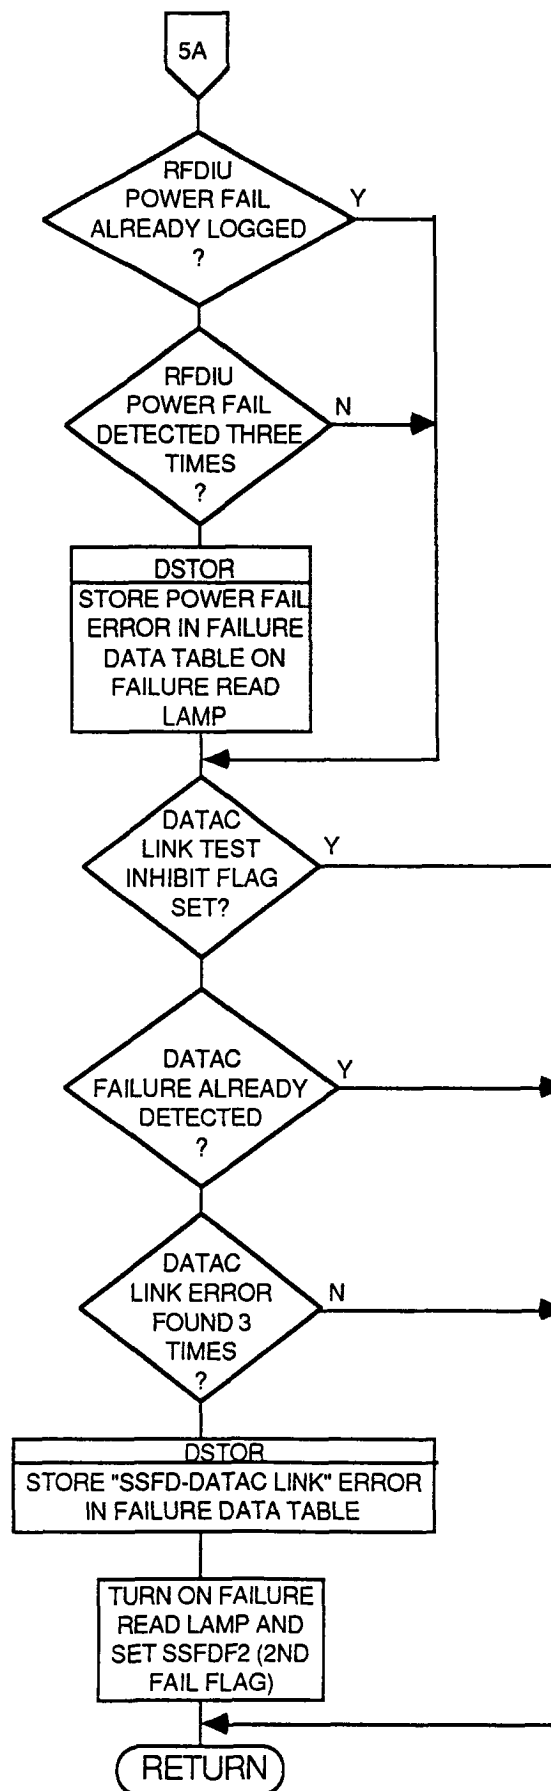 5A
RFDIU
POWER FAIL
ALREADY LOGGED
?
Y
RFDIU
POWER FAIL
DETECTED THREE
TIMES
?
N
DSTOR
STORE POWER FAIL
ERROR IN FAILURE
DATA TABLE ON
FAILURE READ
LAMP
DATAC
LINK TEST
INHIBIT FLAG
SET?
Y
DATAC
FAILURE ALREADY
DETECTED
?
Y
DATAC
LINK ERROR
FOUND 3
TIMES
?
N
DSTOR
STORE "SSFD-DATAC LINK" ERROR
IN FAILURE DATA TABLE
TURN ON FAILURE
READ LAMP AND
SET SSFDF2 (2ND
FAIL FLAG)
RETURN